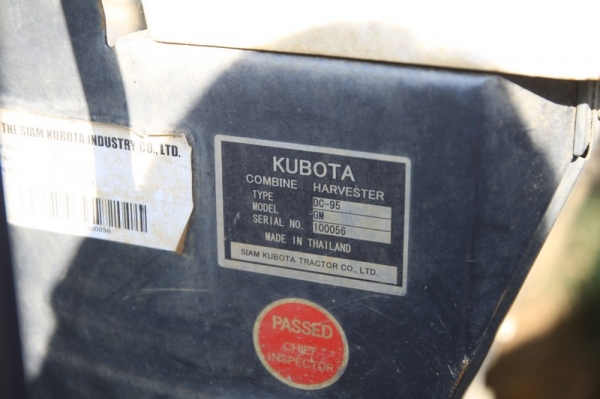 THE SIAM KUBOTA INDUSTRY CO., LTD.
KUBOTA
COMBINE HARVESTER
TYPE DC-95
MODEL GM
SERIAL NO. 100056
MADE IN THAILAND
SIAM KUBOTA TRACTOR CO., LTD.
PASSED
CHIEF
INSPECTOR